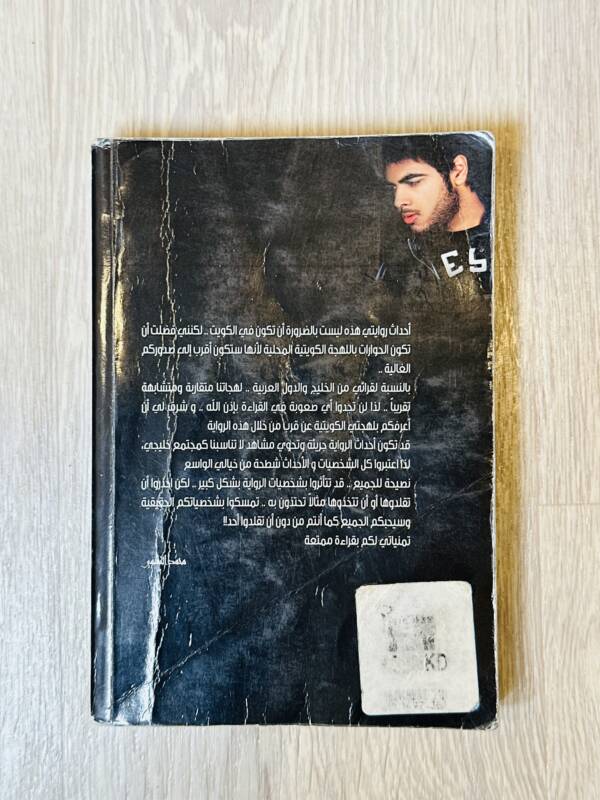 ES
أحداث روايتي هذه ليست بالضرورة أن تكون في الكويت .. لكنني فضلت أن
تكون الحوارات باللهجة الكويتية المحلية لأنها ستكون أقرب إلى صدوركم
الغالية ..
بالنسبة لقرائي من الخليج والدول العربية .. لهجاتنا متقاربة ومتشابهة
تقريباً .. لذا لن تجدوا أي صعوبة في القراءة بإذن الله .. و شرف لي أن
أعرفكم بلهجتي الكويتية عن قرب من خلال هذه الرواية
قد تكون أحداث الرواية جريئة وتحوي مشاهد لا تناسبنا كمجتمع خليجي،
لذا أعتبروا كل الشخصيات و الأحداث شطحة من خيالي الواسع
نصيحة للجميع .. قد تتأثروا بشخصيات الرواية بشكل كبير .. لكن إحذروا أن
تقلدوها أو أن تتخذوها مثالاً تحتذون به .. تمسكوا بشخصياتكم الحقيقية
وسيحبكم الجميع كما أنتم من دون أن تقلدوا أحد!!
تمنياتي لكم بقراءة ممتعة
محمد
KD